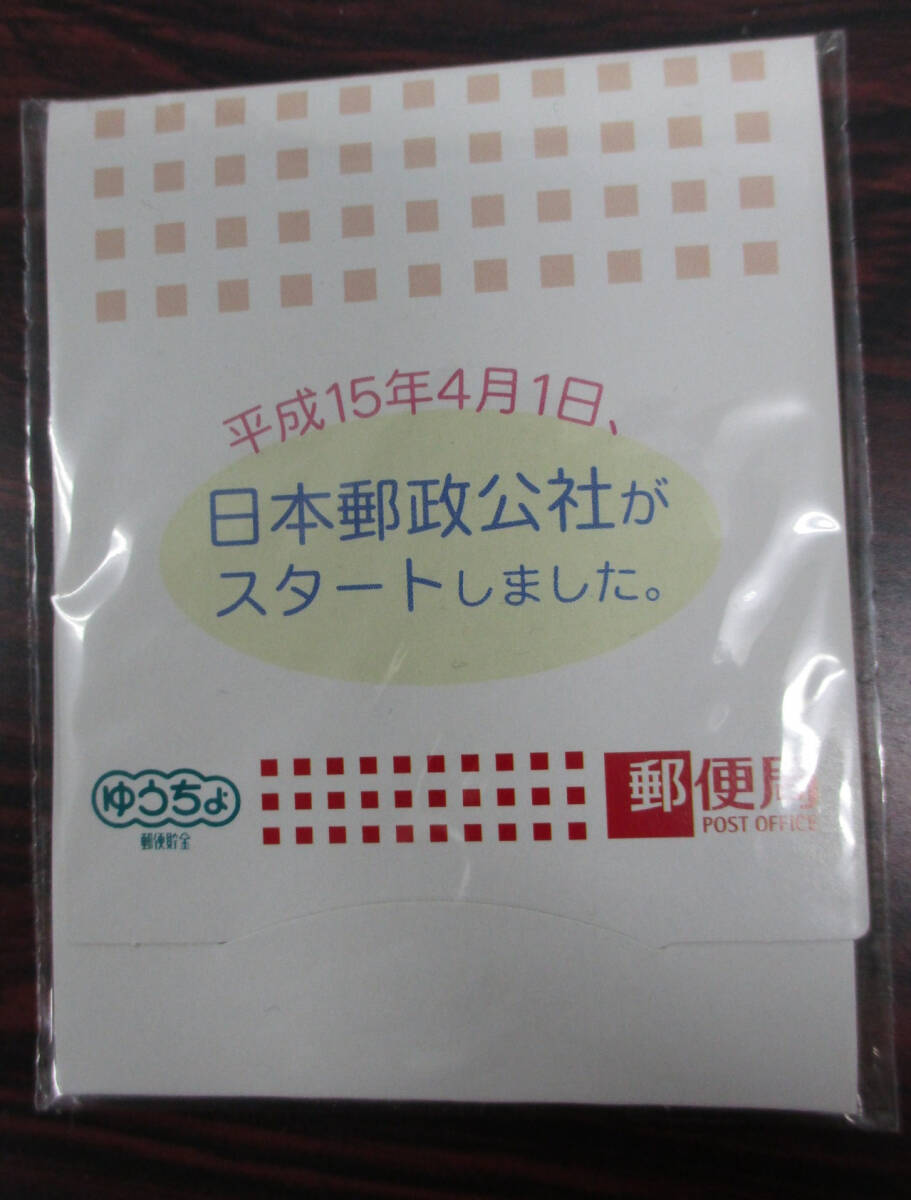 平成15年4月1日、
日本郵政公社が
スタートしました。
ゆうちょ
郵便貯金
郵便局
POST OFFICE